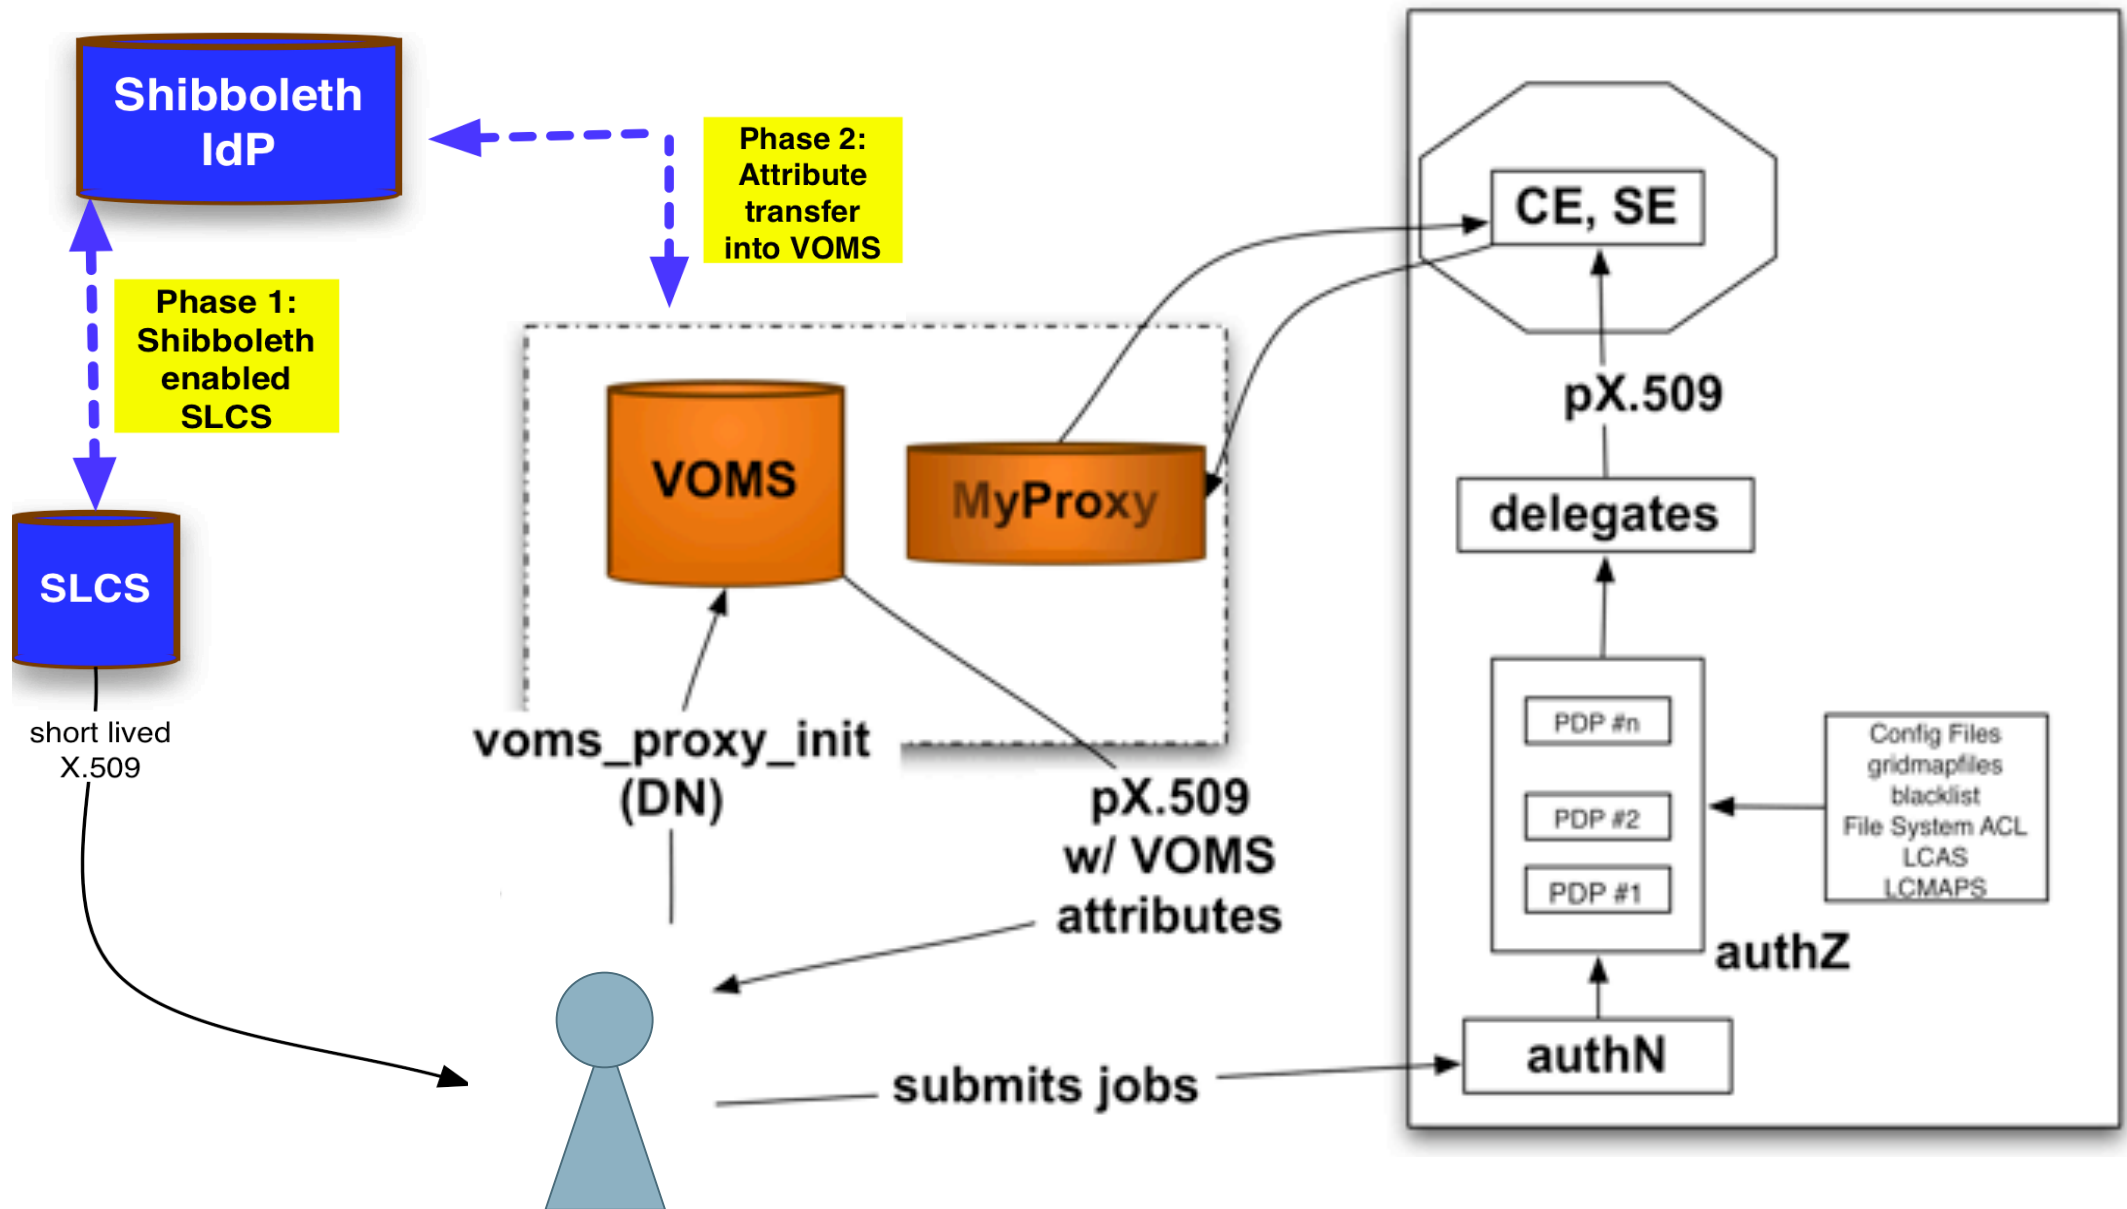 Shibboleth
IdP
Phase 2:
Attribute
transfer
into VOMS
Phase 1:
Shibboleth
enabled
SLCS
SLCS
short lived
X.509
VOMS
MyProxy
voms_proxy_init
(DN)
pX.509
w/ VOMS
attributes
submits jobs
CE, SE
pX.509
delegates
PDP #n
PDP #2
PDP #1
Config Files
gridmapfiles
blacklist
File System ACL
LCAS
LCMAPS
authZ
authN